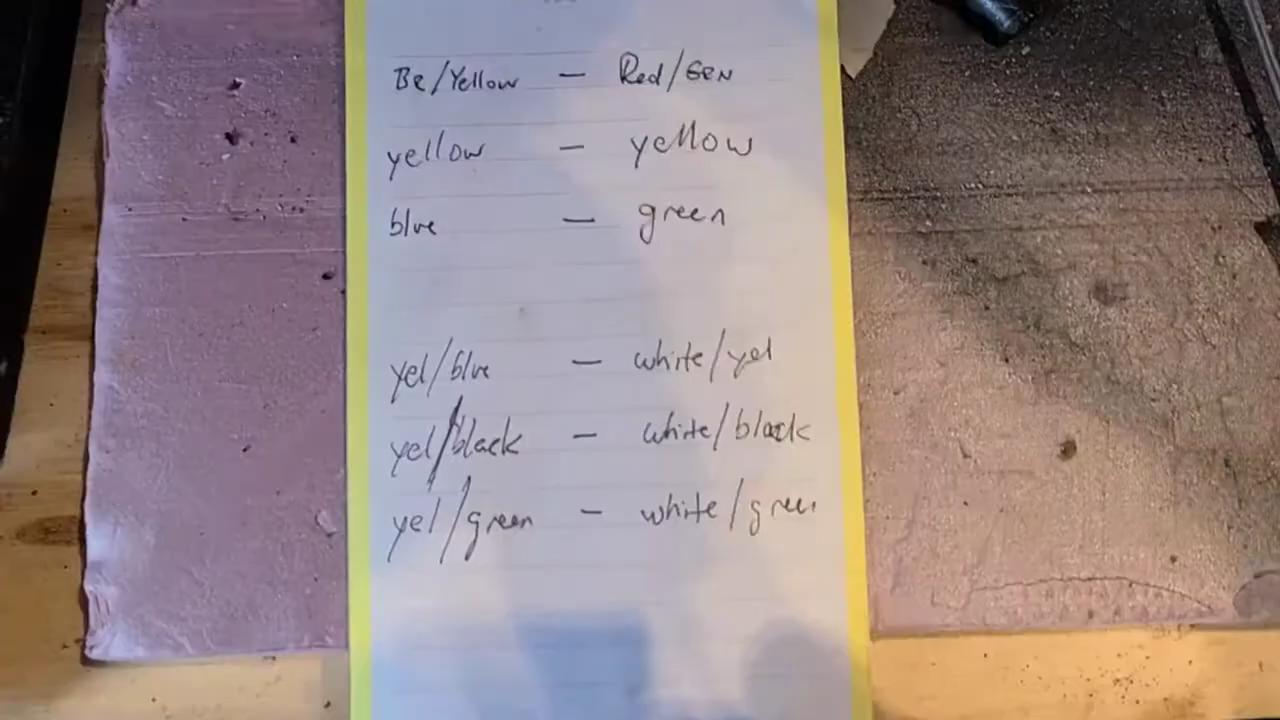 Br/Yellow — Red/GRN
yellow — yellow
blue — green
yel/blue — white/yel
yel/black — white/black
yel/green — white/green